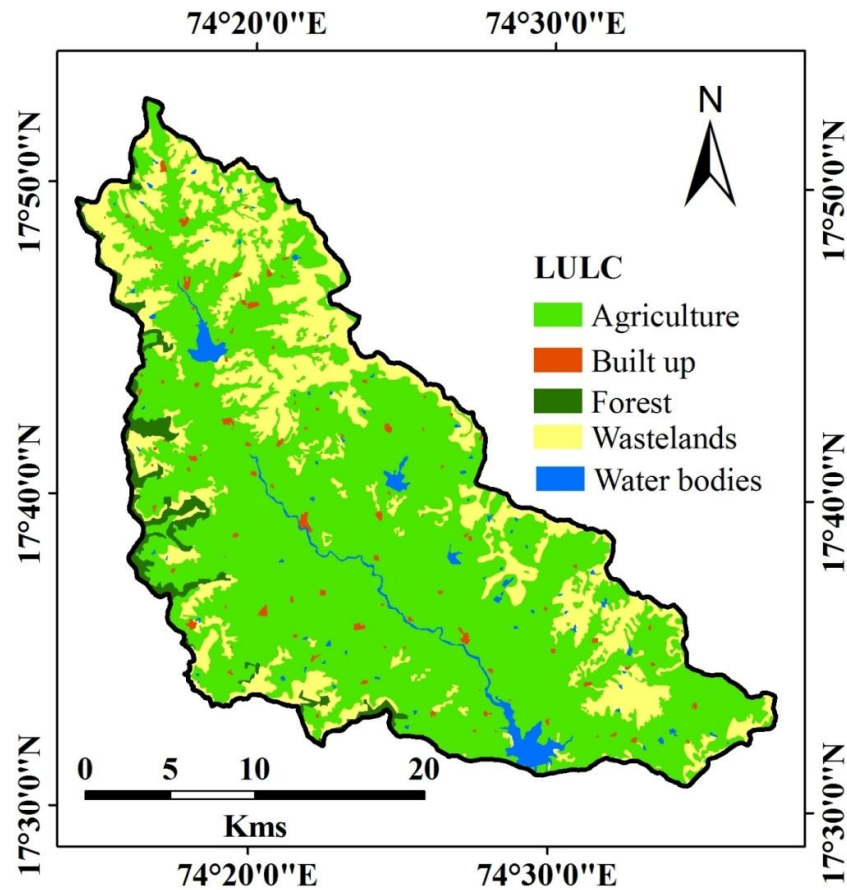 74°20'0"E 74°30'0"E
N
17°50'0"N 17°50'0"N
LULC
Agriculture
Built up
Forest
Wastelands
Water bodies
17°40'0"N 17°40'0"N
0 5 10 20
Kms
17°30'0"N 17°30'0"N
74°20'0"E 74°30'0"E